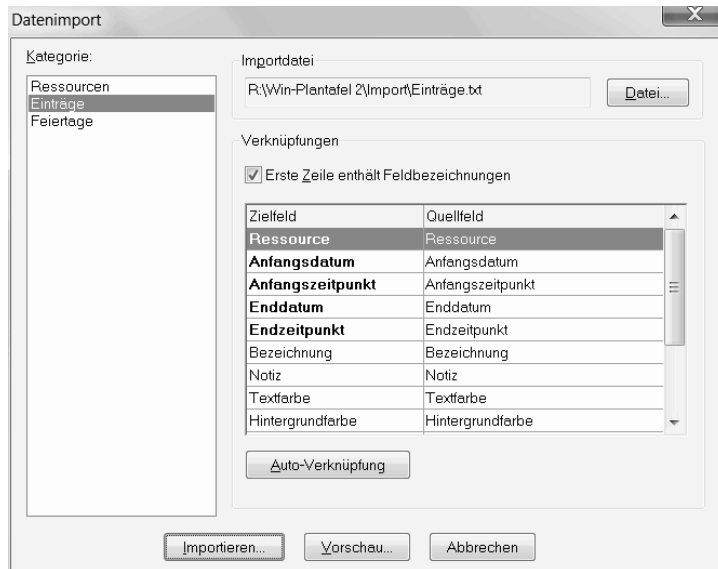 Datenimport
Kategorie:
Ressourcen
Einträge
Feiertage
Importdatei
R:\Win-Plantafel 2\Import\Einträge.txt
Datei...
Verknüpfungen
Erste Zeile enthält Feldbezeichnungen
Zielfeld Quellfeld
Ressource Ressource
Anfangsdatum Anfangsdatum
Anfangszeitpunkt Anfangszeitpunkt
Enddatum Enddatum
Endzeitpunkt Endzeitpunkt
Bezeichnung Bezeichnung
Notiz Notiz
Textfarbe Textfarbe
Hintergrundfarbe Hintergrundfarbe
Auto-Verknüpfung
Importieren... Vorschau... Abbrechen